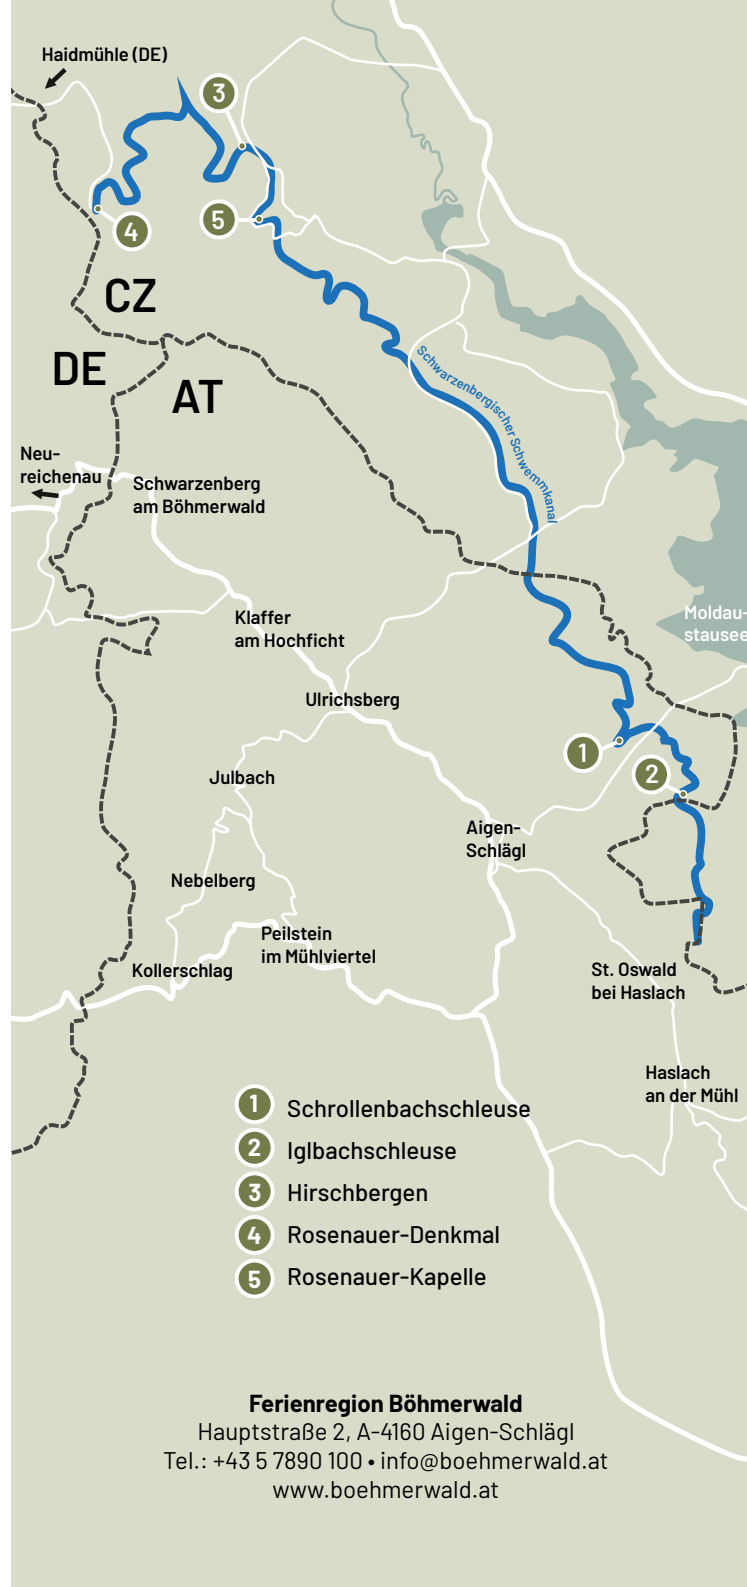 Haidmühle (DE)
3
4
5
CZ
DE
AT
Schwarzenbergischer Schwemmkanal
Neu-
reichenau
Schwarzenberg
am Böhmerwald
Moldau-
stausee
Klaffer
am Hochficht
Ulrichsberg
1
2
Julbach
Aigen-
Schlägl
Nebelberg
Peilstein
im Mühlviertel
Kollerschlag
St. Oswald
bei Haslach
Haslach
an der Mühl
1 Schrollenbachschleuse
2 Iglbachschleuse
3 Hirschbergen
4 Rosenauer-Denkmal
5 Rosenauer-Kapelle
Ferienregion Böhmerwald
Hauptstraße 2, A-4160 Aigen-Schlägl
Tel.: +43 5 7890 100 • info@boehmerwald.at
www.boehmerwald.at